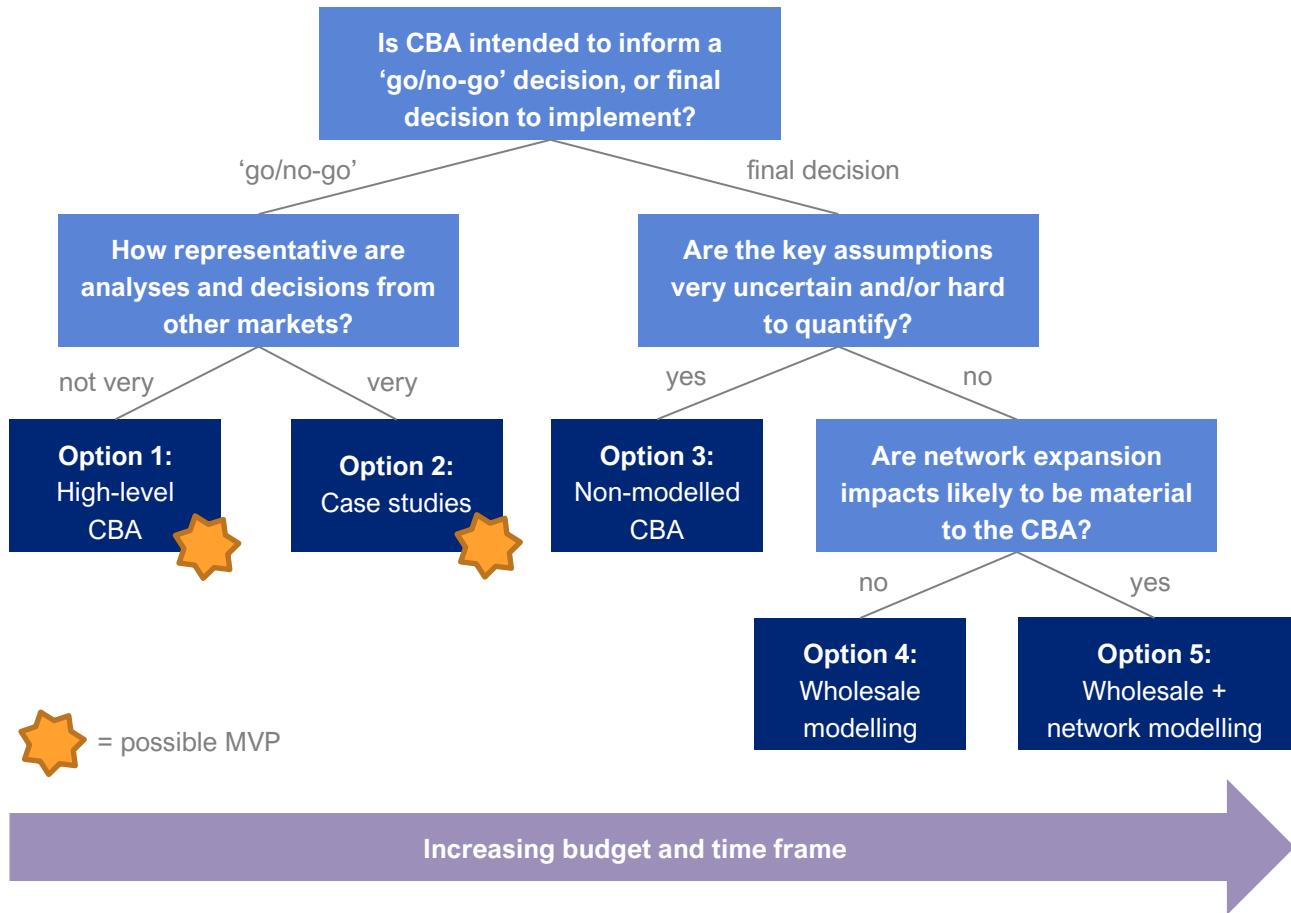 Is CBA intended to inform a
‘go/no-go’ decision, or final
decision to implement?
‘go/no-go’
final decision
How representative are
analyses and decisions from
other markets?
Are the key assumptions
very uncertain and/or hard
to quantify?
not very
very
yes
no
Option 1:
High-level
CBA
Option 2:
Case studies
Option 3:
Non-modelled
CBA
Are network expansion
impacts likely to be material
to the CBA?
no
yes
Option 4:
Wholesale
modelling
Option 5:
Wholesale +
network modelling
= possible MVP
Increasing budget and time frame